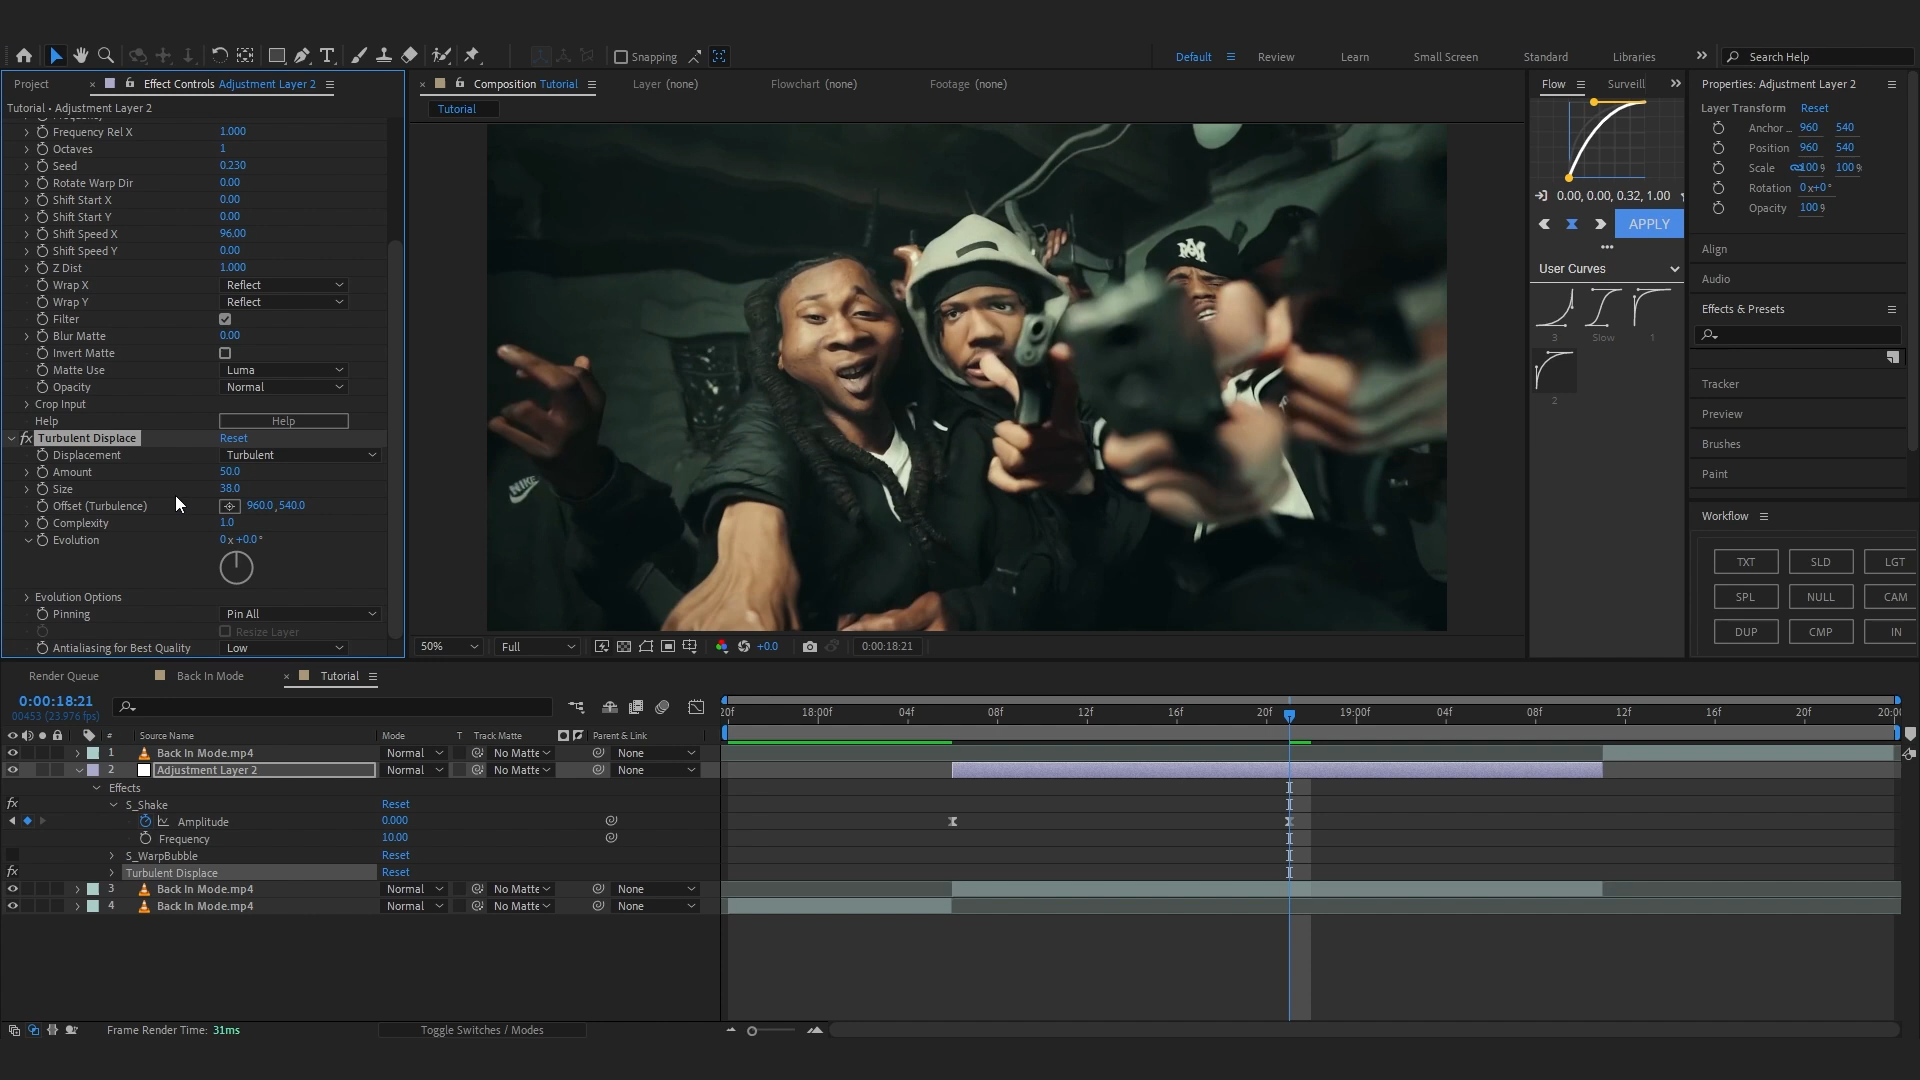 Snapping
Default
Review
Learn
Small Screen
Standard
Libraries
Search Help
Project
Effect Controls Adjustment Layer 2
Composition Tutorial
Layer (none)
Flowchart (none)
Footage (none)
Flow
Surveill
Properties: Adjustment Layer 2
Tutorial • Adjustment Layer 2
Tutorial
Layer Transform Reset
Frequency Rel X 1.000
Octaves 1
Seed 0.230
Rotate Warp Dir 0.00
Shift Start X 0.00
Shift Start Y 0.00
Shift Speed X 96.00
Shift Speed Y 0.00
Z Dist 1.000
Wrap X Reflect
Wrap Y Reflect
Filter
Blur Matte 0.00
Invert Matte
Matte Use Luma
Opacity Normal
Crop Input
Help Help
fx Turbulent Displace Reset
Displacement Turbulent
Amount 50.0
Size 38.0
Offset (Turbulence) 960.0, 540.0
Complexity 1.0
Evolution 0x+0.0°
Evolution Options
Pinning Pin All
Resize Layer
Antialiasing for Best Quality Low
NIKE
50%
Full
+0.0
0:00:18:21
0.00, 0.00, 0.32, 1.00
APPLY
User Curves
3
Slow
1
2
Anchor .. 960 540
Position 960 540
Scale 100 % 100 %
Rotation 0x+0°
Opacity 100 %
Align
Audio
Effects & Presets
Tracker
Preview
Brushes
Paint
Workflow
TXT SLD LGT
SPL NULL CAM
DUP CMP IN
Render Queue
Back In Mode
Tutorial
0:00:18:21
00453 (23.976 fps)
20f 18:00f 04f 08f 12f 16f 20f 19:00f 04f 08f 12f 16f 20f 20:00
# Source Name Mode T Track Matte Parent & Link
1 Back In Mode.mp4 Normal No Matte None
2 Adjustment Layer 2 Normal No Matte None
Effects
fx S_Shake Reset
Amplitude 0.000
Frequency 10.00
S_WarpBubble Reset
fx Turbulent Displace Reset
3 Back In Mode.mp4 Normal No Matte None
4 Back In Mode.mp4 Normal No Matte None
Frame Render Time: 31ms
Toggle Switches / Modes